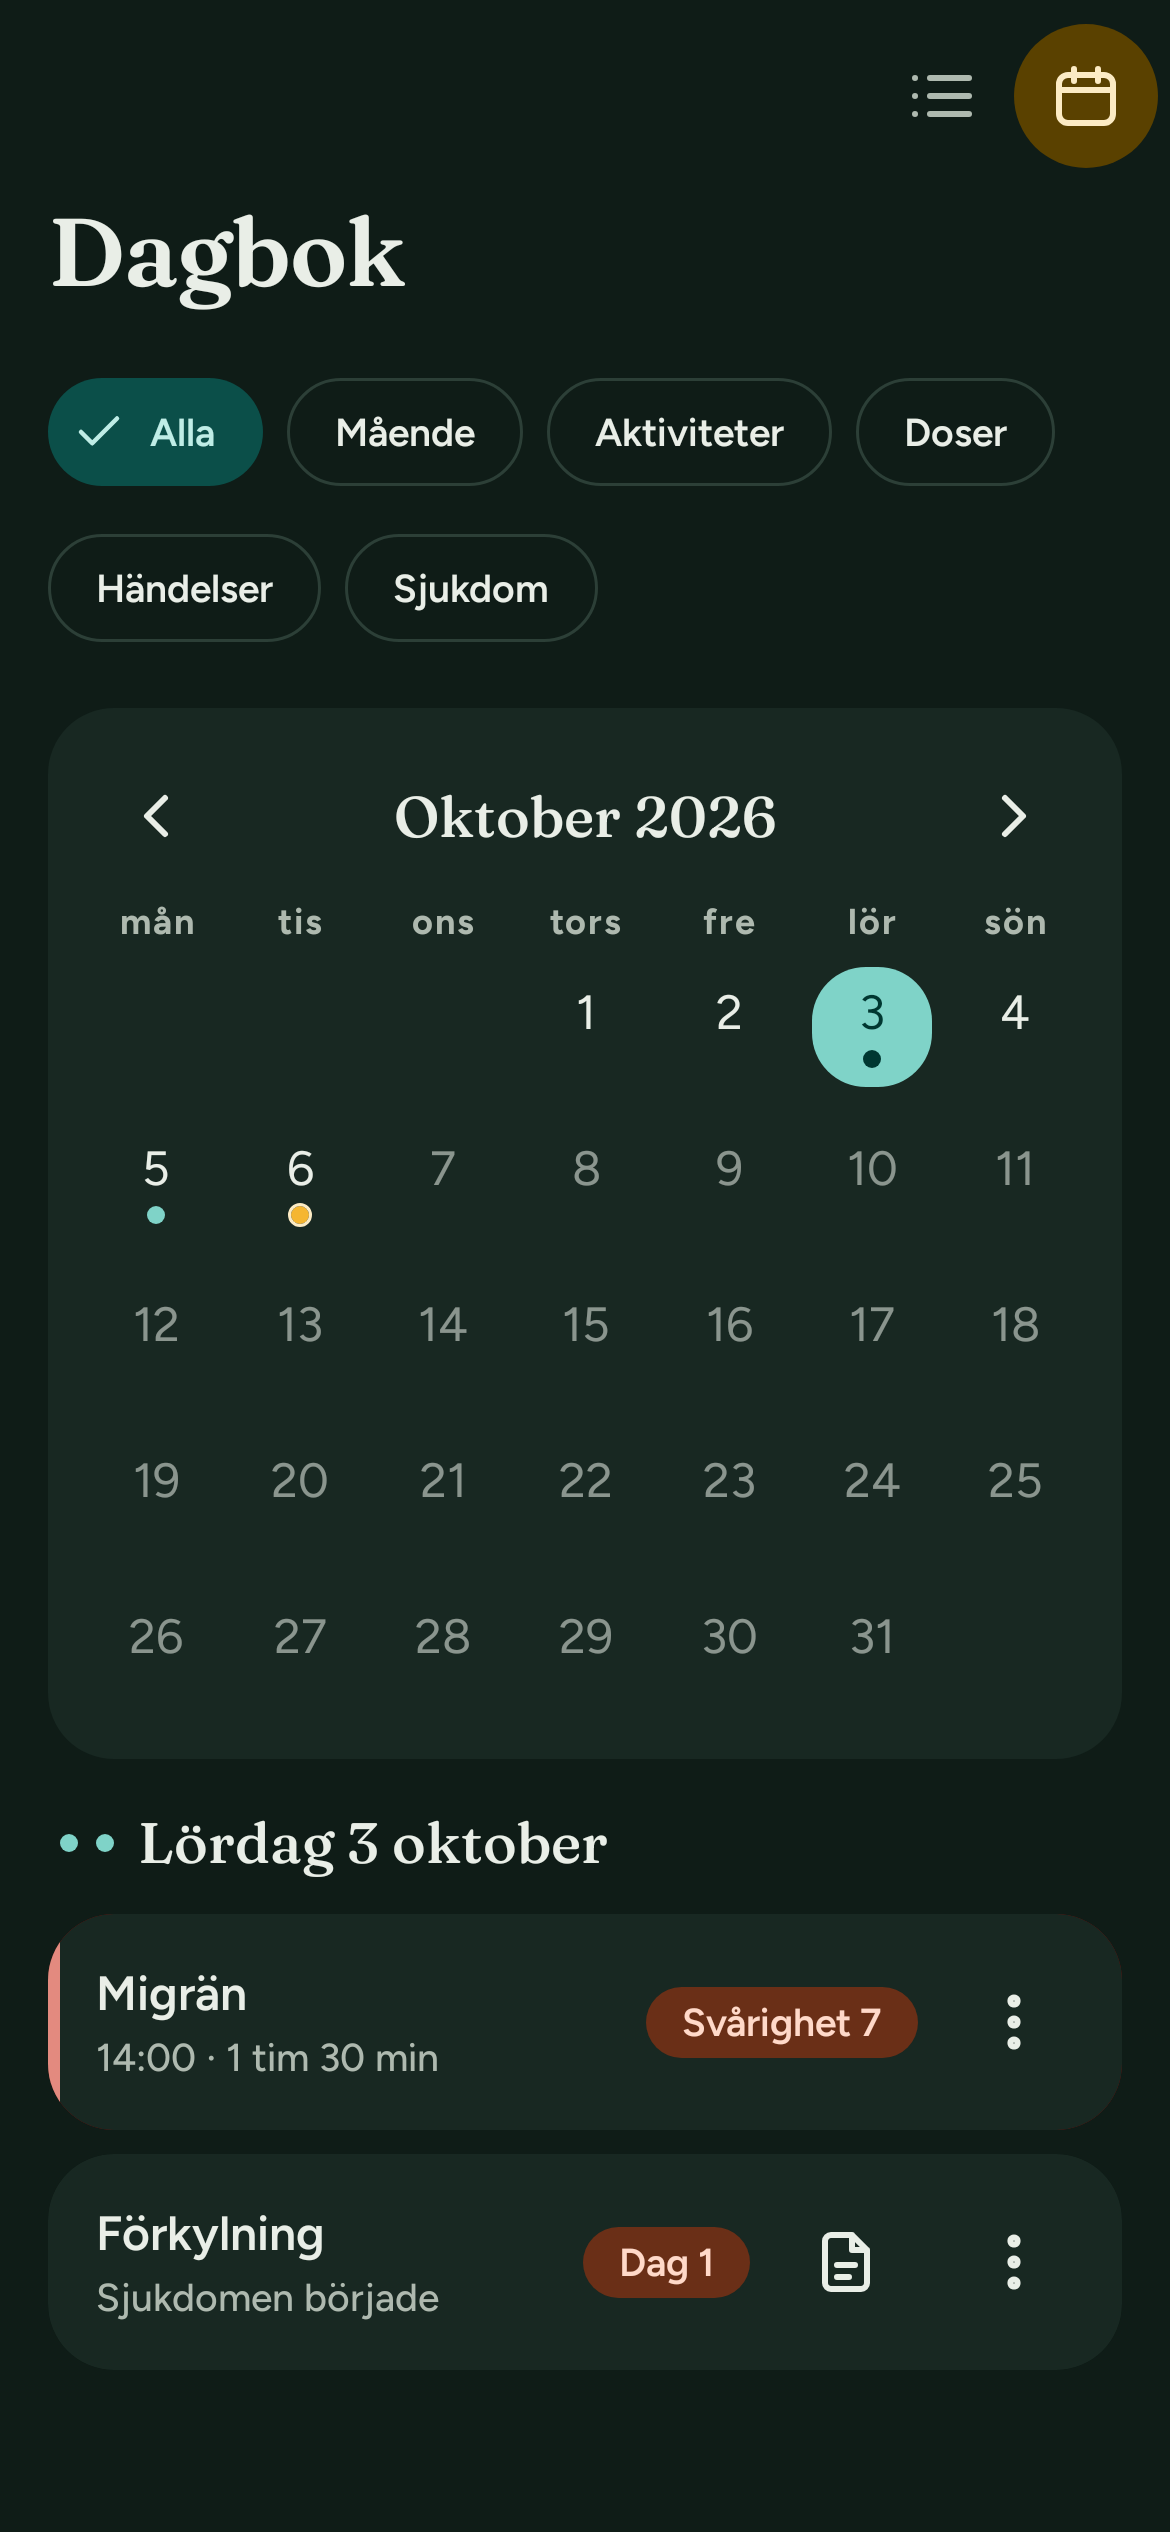 Dagbok
Alla Mående Aktiviteter Doser
Händelser Sjukdom
Oktober 2026
mån tis ons tors fre lör sön
1 2 3 4
5 6 7 8 9 10 11
12 13 14 15 16 17 18
19 20 21 22 23 24 25
26 27 28 29 30 31
Lördag 3 oktober
Migrän
14:00 · 1 tim 30 min
Svårighet 7
Förkylning
Sjukdomen började
Dag 1